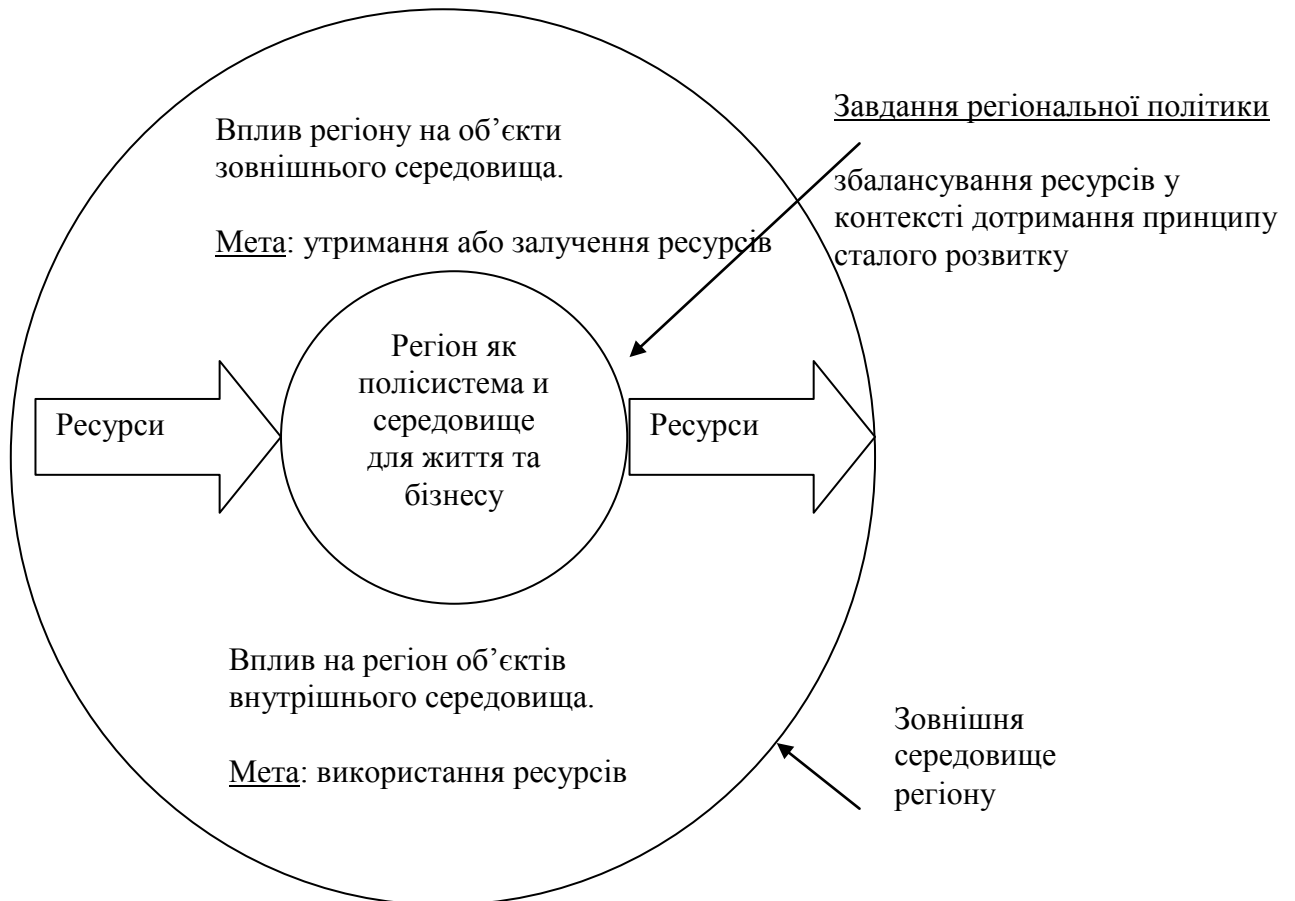 Вплив регіону на об’єкти
зовнішнього середовища.
Мета: утримання або залучення ресурсів
Завдання регіональної політики
збалансування ресурсів у
контексті дотримання принципу
сталого розвитку
Ресурси
Регіон як
полісистема и
середовище
для життя та
бізнесу
Ресурси
Вплив на регіон об’єктів
внутрішнього середовища.
Мета: використання ресурсів
Зовнішня
середовище
регіону